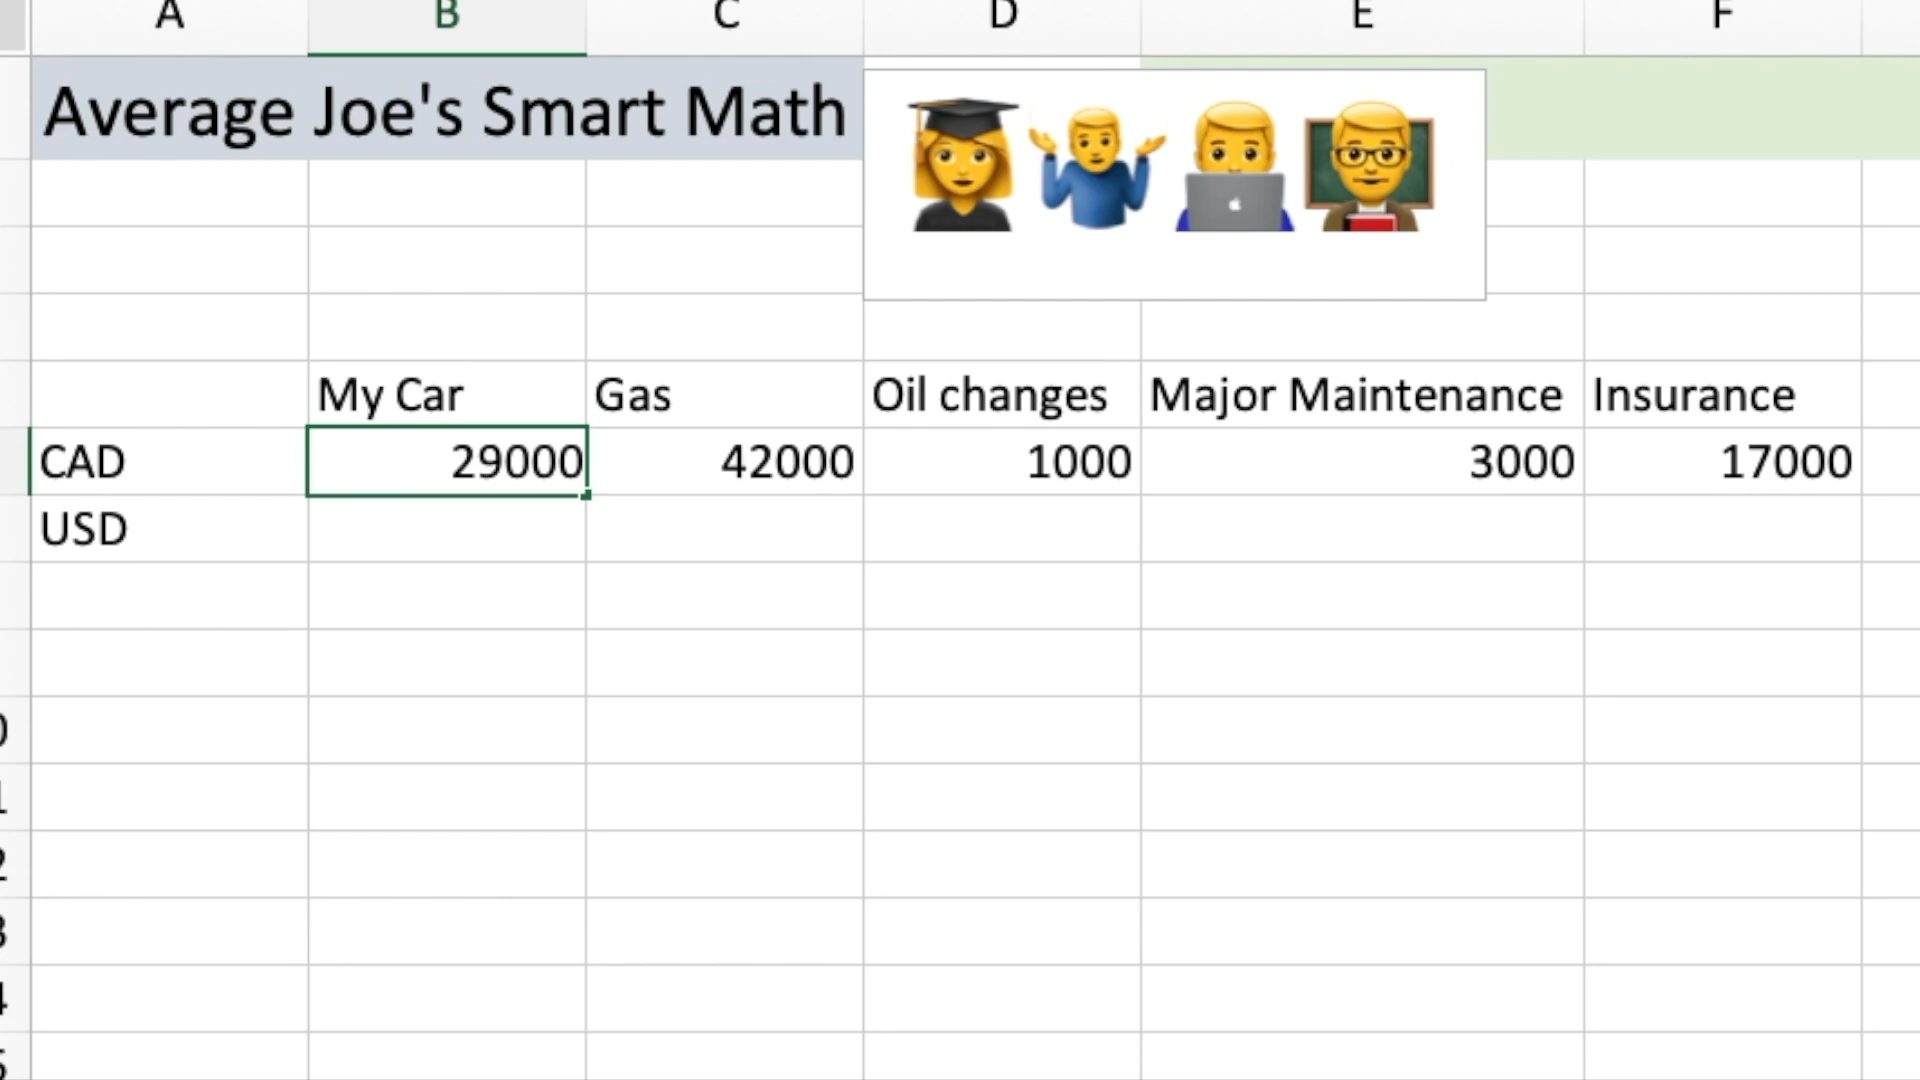 A B C D E F
Average Joe's Smart Math
My Car Gas Oil changes Major Maintenance Insurance
CAD 29000 42000 1000 3000 17000
USD